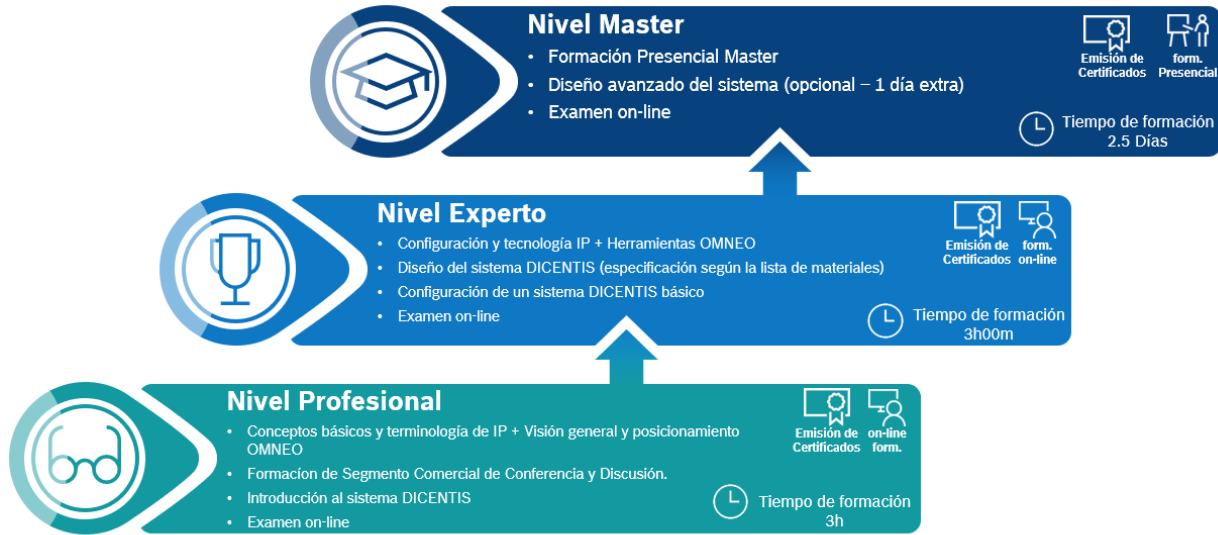 Nivel Master
• Formación Presencial Master
• Diseño avanzado del sistema (opcional – 1 día extra)
• Examen on-line
Emisión de
Certificados
form.
Presencial
Tiempo de formación
2.5 Días
Nivel Experto
• Configuración y tecnología IP + Herramientas OMNEO
• Diseño del sistema DICENTIS (especificación según la lista de materiales)
• Configuración de un sistema DICENTIS básico
• Examen on-line
Emisión de
Certificados
form.
on-line
Tiempo de formación
3h00m
Nivel Profesional
• Conceptos básicos y terminología de IP + Visión general y posicionamiento
OMNEO
• Formacíon de Segmento Comercial de Conferencia y Discusión.
• Introducción al sistema DICENTIS
• Examen on-line
Emisión de
Certificados
on-line
form.
Tiempo de formación
3h